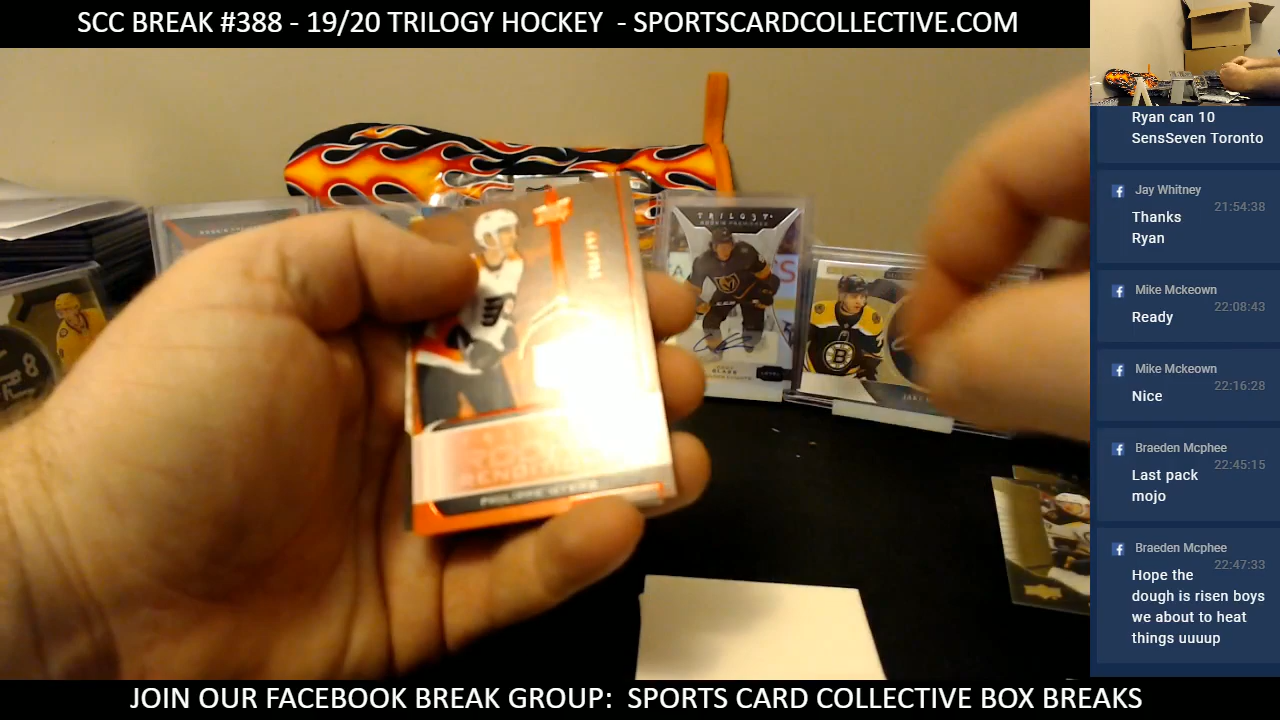 SCC BREAK #388 - 19/20 TRILOGY HOCKEY - SPORTSCARDCOLLECTIVE.COM
Ryan can 10
SensSeven Toronto
Jay Whitney
21:54:38
Thanks
Ryan
Mike Mckeown
22:08:43
Ready
Mike Mckeown
22:16:28
Nice
Braeden Mcphee
22:45:15
Last pack
mojo
Braeden Mcphee
22:47:33
Hope the
dough is risen boys
we about to heat
things uuuup
TRILOGY
PHILIPPE MYERS
JOIN OUR FACEBOOK BREAK GROUP: SPORTS CARD COLLECTIVE BOX BREAKS